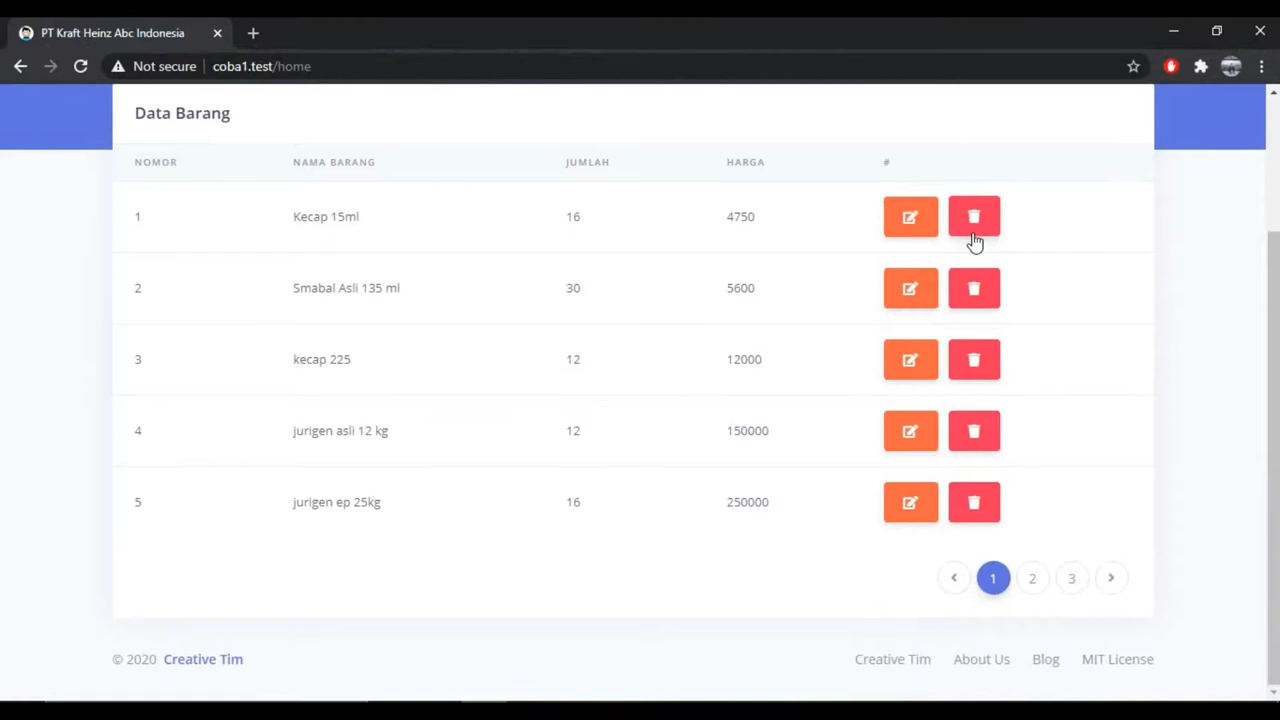 PT Kraft Heinz Abc Indonesia
Not secure coba1.test/home
Data Barang
NOMOR NAMA BARANG JUMLAH HARGA #
1 Kecap 15ml 16 4750
2 Smabal Asli 135 ml 30 5600
3 kecap 225 12 12000
4 jurigen asli 12 kg 12 150000
5 jurigen ep 25kg 16 250000
1 2 3
© 2020 Creative Tim Creative Tim About Us Blog MIT License